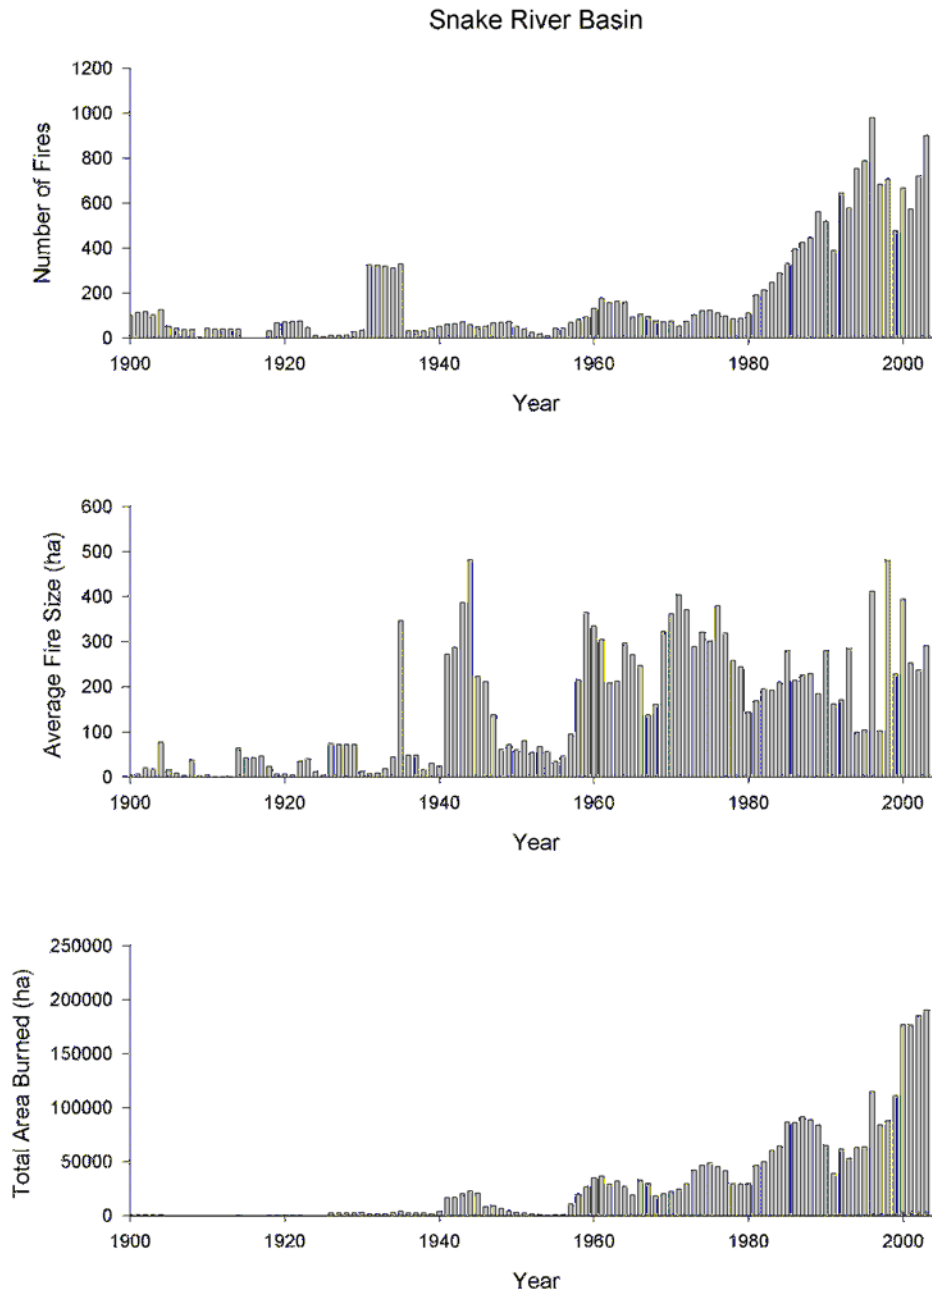 Snake River Basin
1200
1000
800
600
400
200
0
Number of Fires
1900 1920 1940 1960 1980 2000
Year
600
500
400
300
200
100
0
Average Fire Size (ha)
1900 1920 1940 1960 1980 2000
Year
250000
200000
150000
100000
50000
0
Total Area Burned (ha)
1900 1920 1940 1960 1980 2000
Year